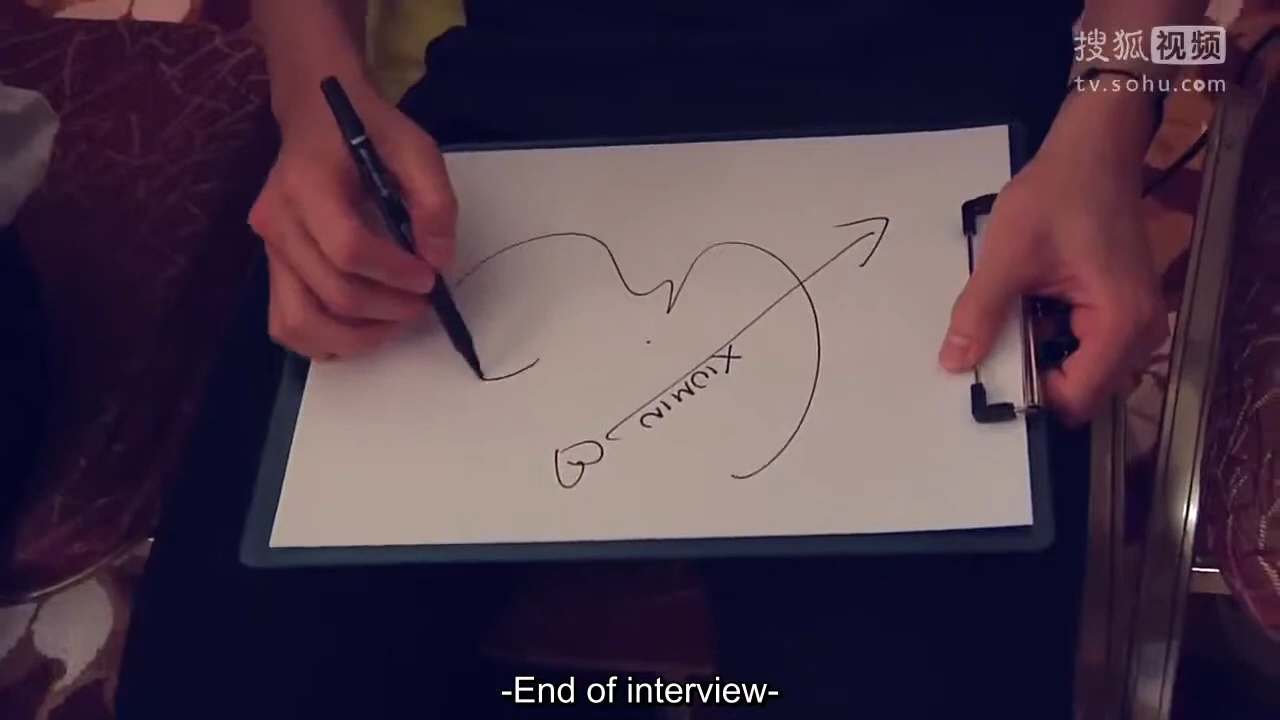 搜狐视频
tv.sohu.com
XIUMIN
-End of interview-